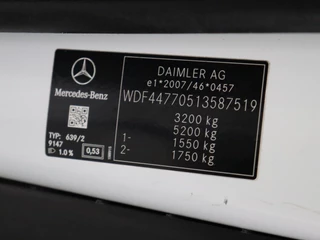 DAIMLER AG
e1*2007/46*0457
WDF44770513587519
3200 kg
5200 kg
1- 1550 kg
2- 1750 kg
Mercedes-Benz
TYP: 639/2
9147
1.0 % 0,53